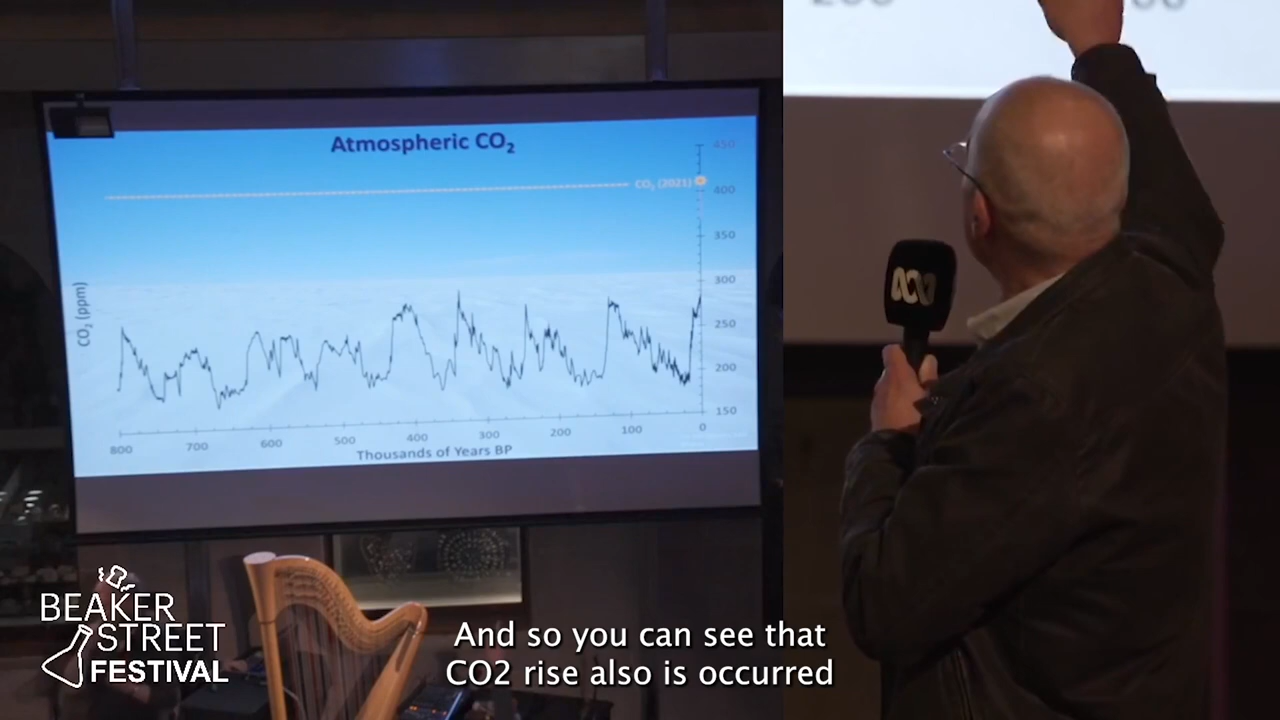 200
Atmospheric CO₂
450
CO₂ (2021)
400
350
300
250
200
150
CO₂ (ppm)
800 700 600 500 400 300 200 100 0
Thousands of Years BP
BEAKER
STREET
FESTIVAL
And so you can see that
CO2 rise also is occurred